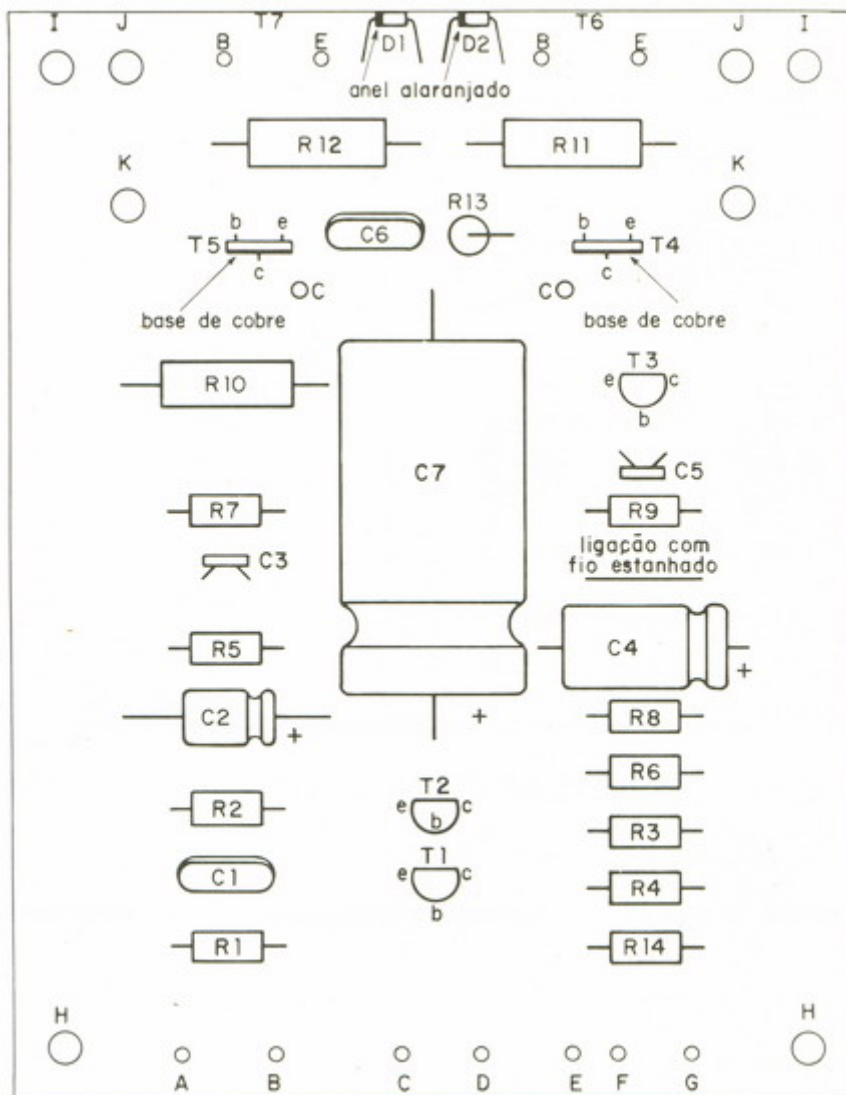 I J T7 T6 J I
B E D1 D2 B E
anel alaranjado
R12 R11
K K
R13
b e C6 b e
T5 T4
c c
C C
base de cobre base de cobre
T3
R10 e c
b
C7 C5
R7 R9
C3 ligação com
fio estanhado
R5 C4
+
C2 + R8
+
R6
T2
R2 e b c
R3
T1
C1 e c R4
b
R1 R14
H H
A B C D E F G